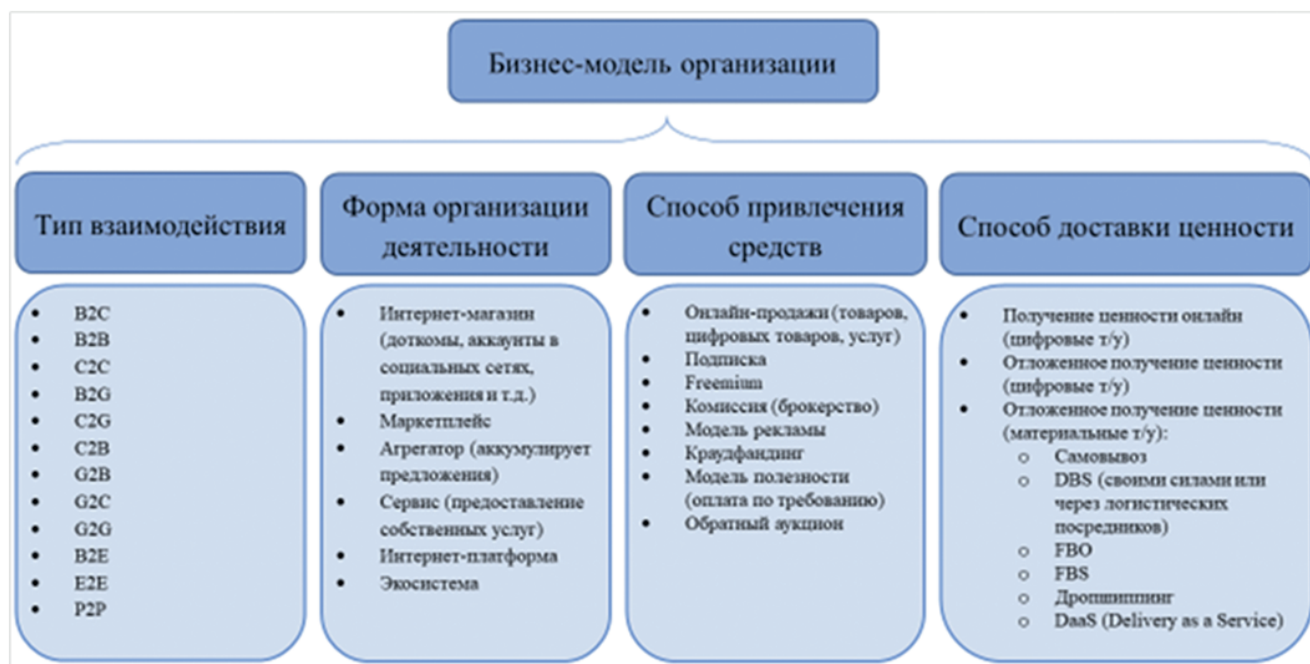 Бизнес-модель организации
Тип взаимодействия
• B2C
• B2B
• C2C
• B2G
• C2G
• C2B
• G2B
• G2C
• G2G
• B2E
• E2E
• P2P
Форма организации
деятельности
• Интернет-магазин
(доткомы, аккаунты в
социальных сетях,
приложения и т.д.)
• Маркетплейс
• Агрегатор (аккумулирует
предложения)
• Сервис (предоставление
собственных услуг)
• Интернет-платформа
• Экосистема
Способ привлечения
средств
• Онлайн-продажи (товаров,
цифровых товаров, услуг)
• Подписка
• Freemium
• Комиссия (брокерство)
• Модель рекламы
• Краудфандинг
• Модель полезности
(оплата по требованию)
• Обратный аукцион
Способ доставки ценности
• Получение ценности онлайн
(цифровые т/у)
• Отложенное получение ценности
(цифровые т/у)
• Отложенное получение ценности
(материальные т/у):
o Самовывоз
o DBS (своими силами или
через логистических
посредников)
o FBO
o FBS
o Дропшиппинг
o DaaS (Delivery as a Service)